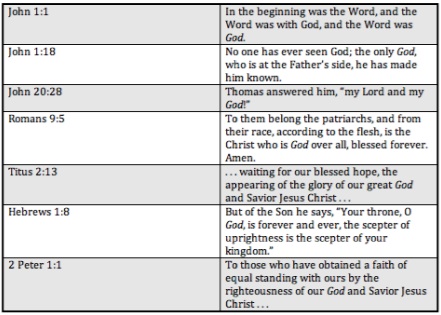 John 1:1
In the beginning was the Word, and the
Word was with God, and the Word was
God.
John 1:18
No one has ever seen God; the only God,
who is at the Father's side, he has made
him known.
John 20:28
Thomas answered him, "my Lord and my
God!"
Romans 9:5
To them belong the patriarchs, and from
their race, according to the flesh, is the
Christ who is God over all, blessed forever.
Amen.
Titus 2:13
. . . waiting for our blessed hope, the
appearing of the glory of our great God
and Savior Jesus Christ . . .
Hebrews 1:8
But of the Son he says, "Your throne, O
God, is forever and ever, the scepter of
uprightness is the scepter of your
kingdom."
2 Peter 1:1
To those who have obtained a faith of
equal standing with ours by the
righteousness of our God and Savior Jesus
Christ . . .